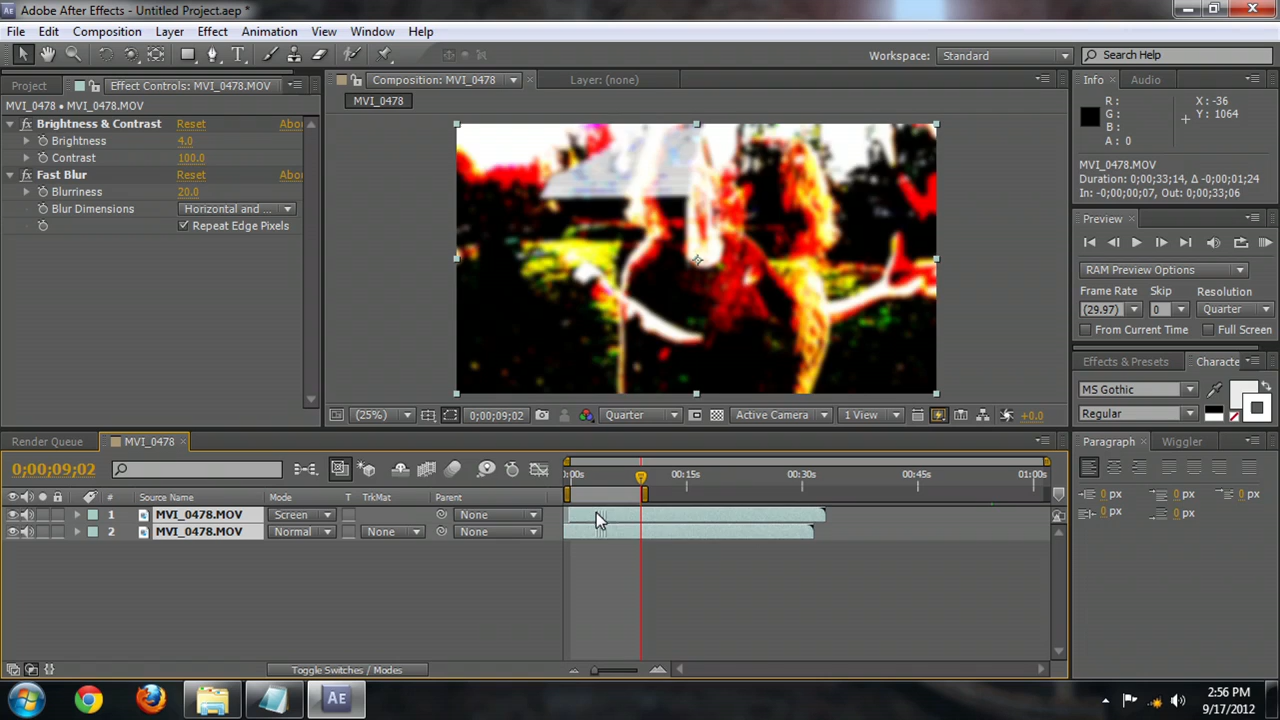 Adobe After Effects - Untitled Project.aep *
File Edit Composition Layer Effect Animation View Window Help
Workspace: Standard Search Help
Project Effect Controls: MVI_0478.MOV
MVI_0478 • MVI_0478.MOV
Brightness & Contrast Reset Abou
Brightness 4.0
Contrast 100.0
Fast Blur Reset Abou
Blurriness 20.0
Blur Dimensions Horizontal and ...
Repeat Edge Pixels
Composition: MVI_0478 Layer: (none)
MVI_0478
(25%) 0;00;09;02 Quarter Active Camera 1 View +0.0
Info Audio
R: X: -36
G: Y: 1064
B:
A: 0
MVI_0478.MOV
Duration: 0;00;33;14, Δ -0;00;01;24
In: -0;00;00;07, Out: 0;00;33;06
Preview
RAM Preview Options
Frame Rate Skip Resolution
(29.97) 0 Quarter
From Current Time Full Screen
Effects & Presets Characte
MS Gothic
Regular
Render Queue MVI_0478
0;00;09;02 :00s 00:15s 00:30s 00:45s 01:00s
# Source Name Mode T TrkMat Parent
1 MVI_0478.MOV Screen None
2 MVI_0478.MOV Normal None None
Toggle Switches / Modes
Paragraph Wiggler
0 px 0 px 0 px
0 px 0 px
Ae
2:56 PM
9/17/2012